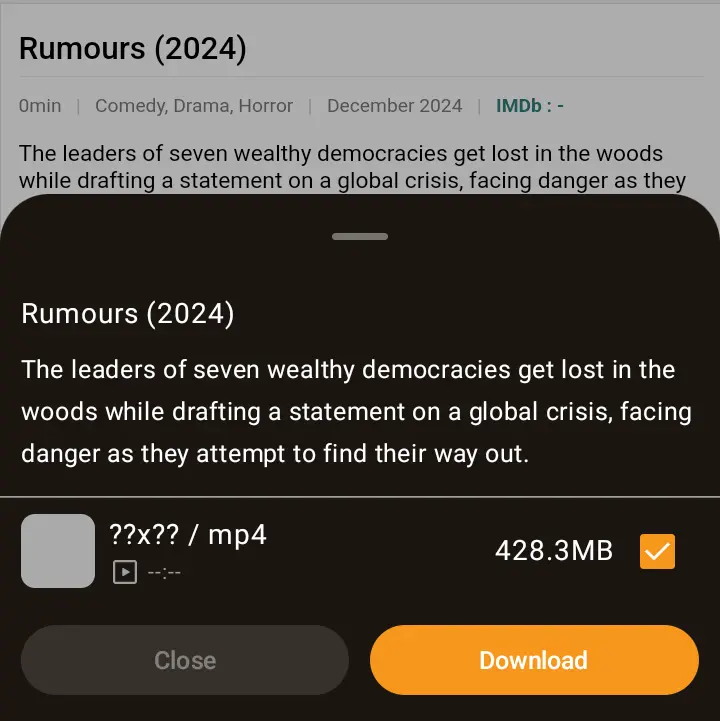 Rumours (2024)
0min | Comedy, Drama, Horror | December 2024 | IMDb : -
The leaders of seven wealthy democracies get lost in the woods
while drafting a statement on a global crisis, facing danger as they
Rumours (2024)
The leaders of seven wealthy democracies get lost in the
woods while drafting a statement on a global crisis, facing
danger as they attempt to find their way out.
??x?? / mp4
428.3MB
--:--
Close
Download